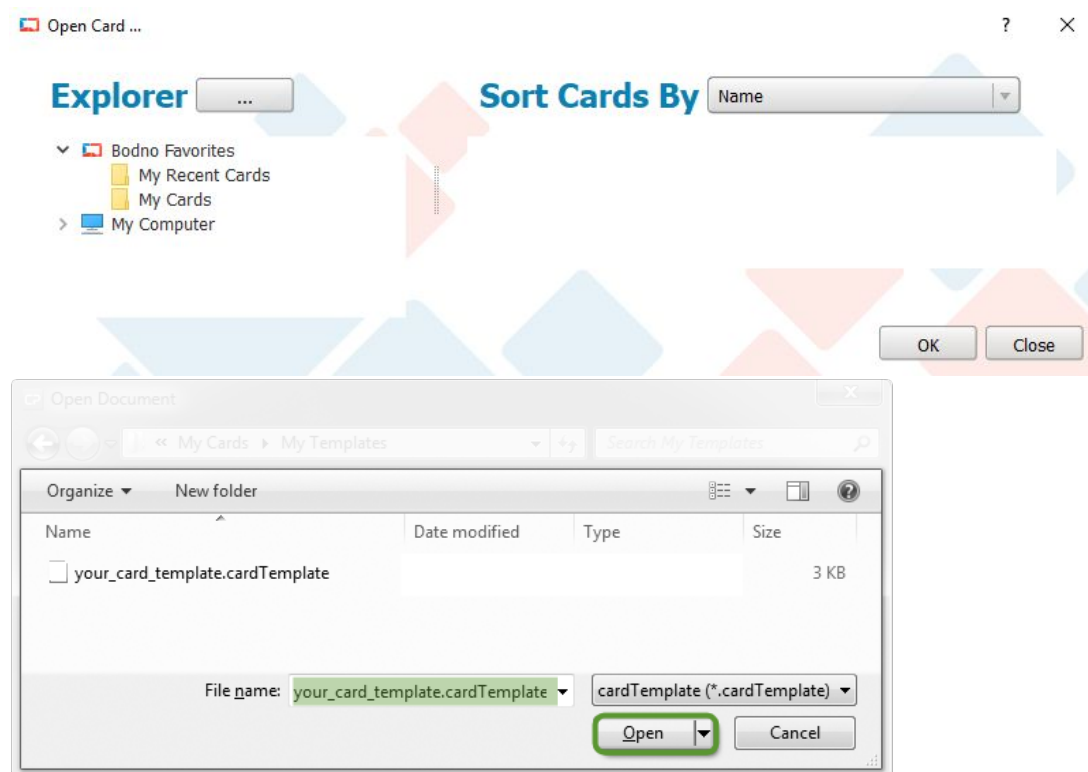 Open Card ...
?
Explorer ... Sort Cards By Name
Bodno Favorites
My Recent Cards
My Cards
My Computer
OK Close
Open Document
« My Cards My Templates Search My Templates
Organize New folder
Name Date modified Type Size
your_card_template.cardTemplate 3 KB
File name: your_card_template.cardTemplate cardTemplate (*.cardTemplate)
Open Cancel